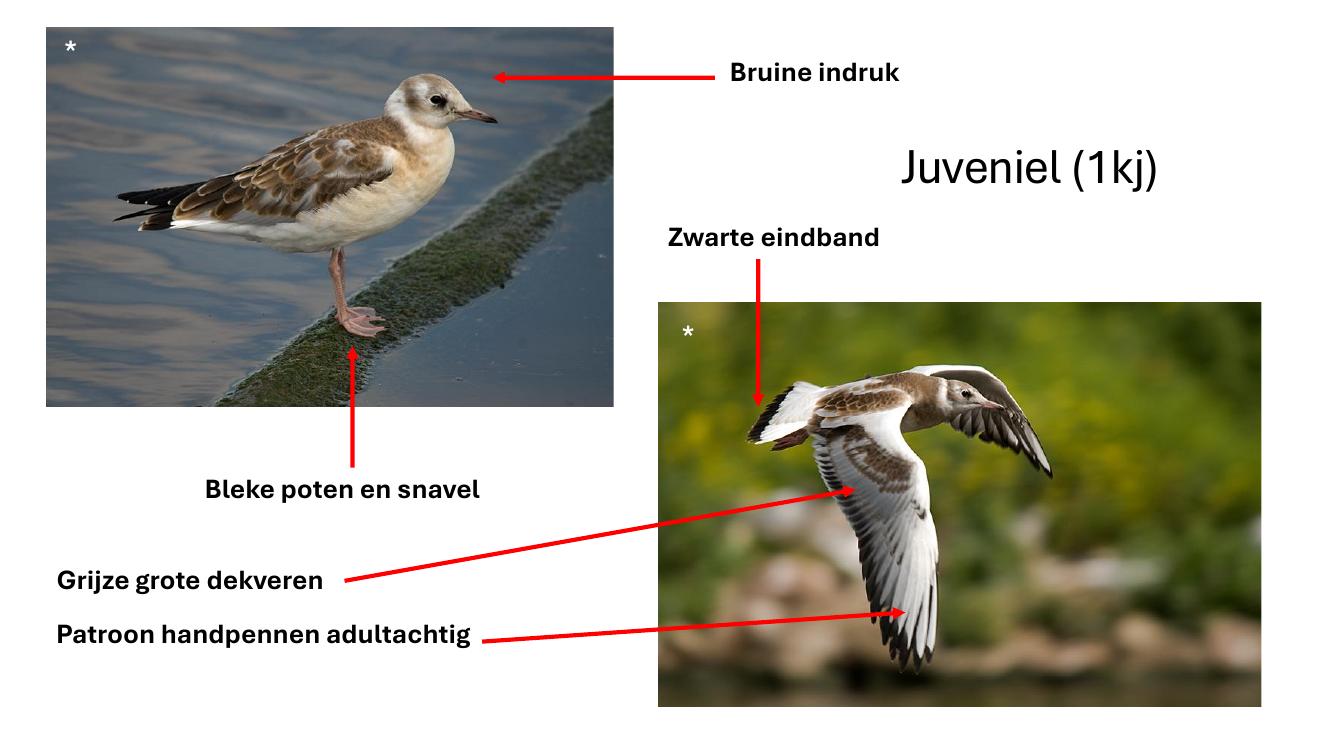 *
Bruine indruk
Juveniel (1kj)
Zwarte eindband
*
Bleke poten en snavel
Grijze grote dekveren
Patroon handpennen adultachtig